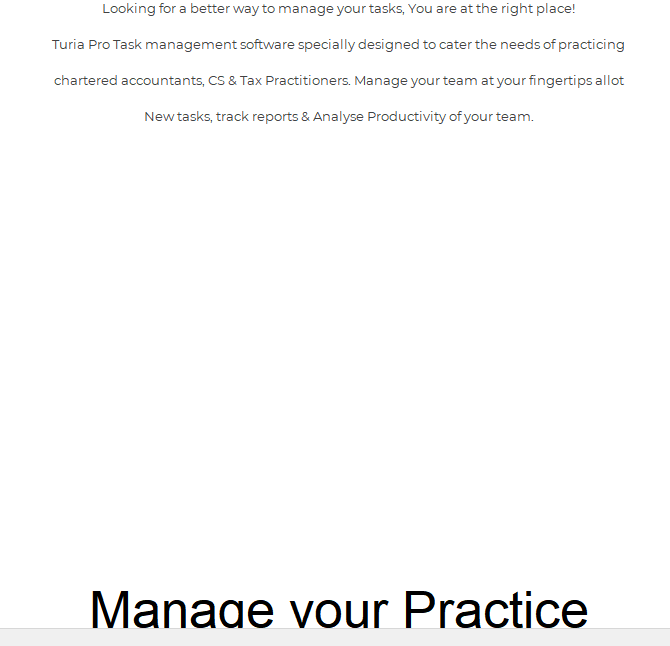 Looking for a better way to manage your tasks, You are at the right place!
Turia Pro Task management software specially designed to cater the needs of practicing
chartered accountants, CS & Tax Practitioners. Manage your team at your fingertips allot
New tasks, track reports & Analyse Productivity of your team.
Manage your Practice